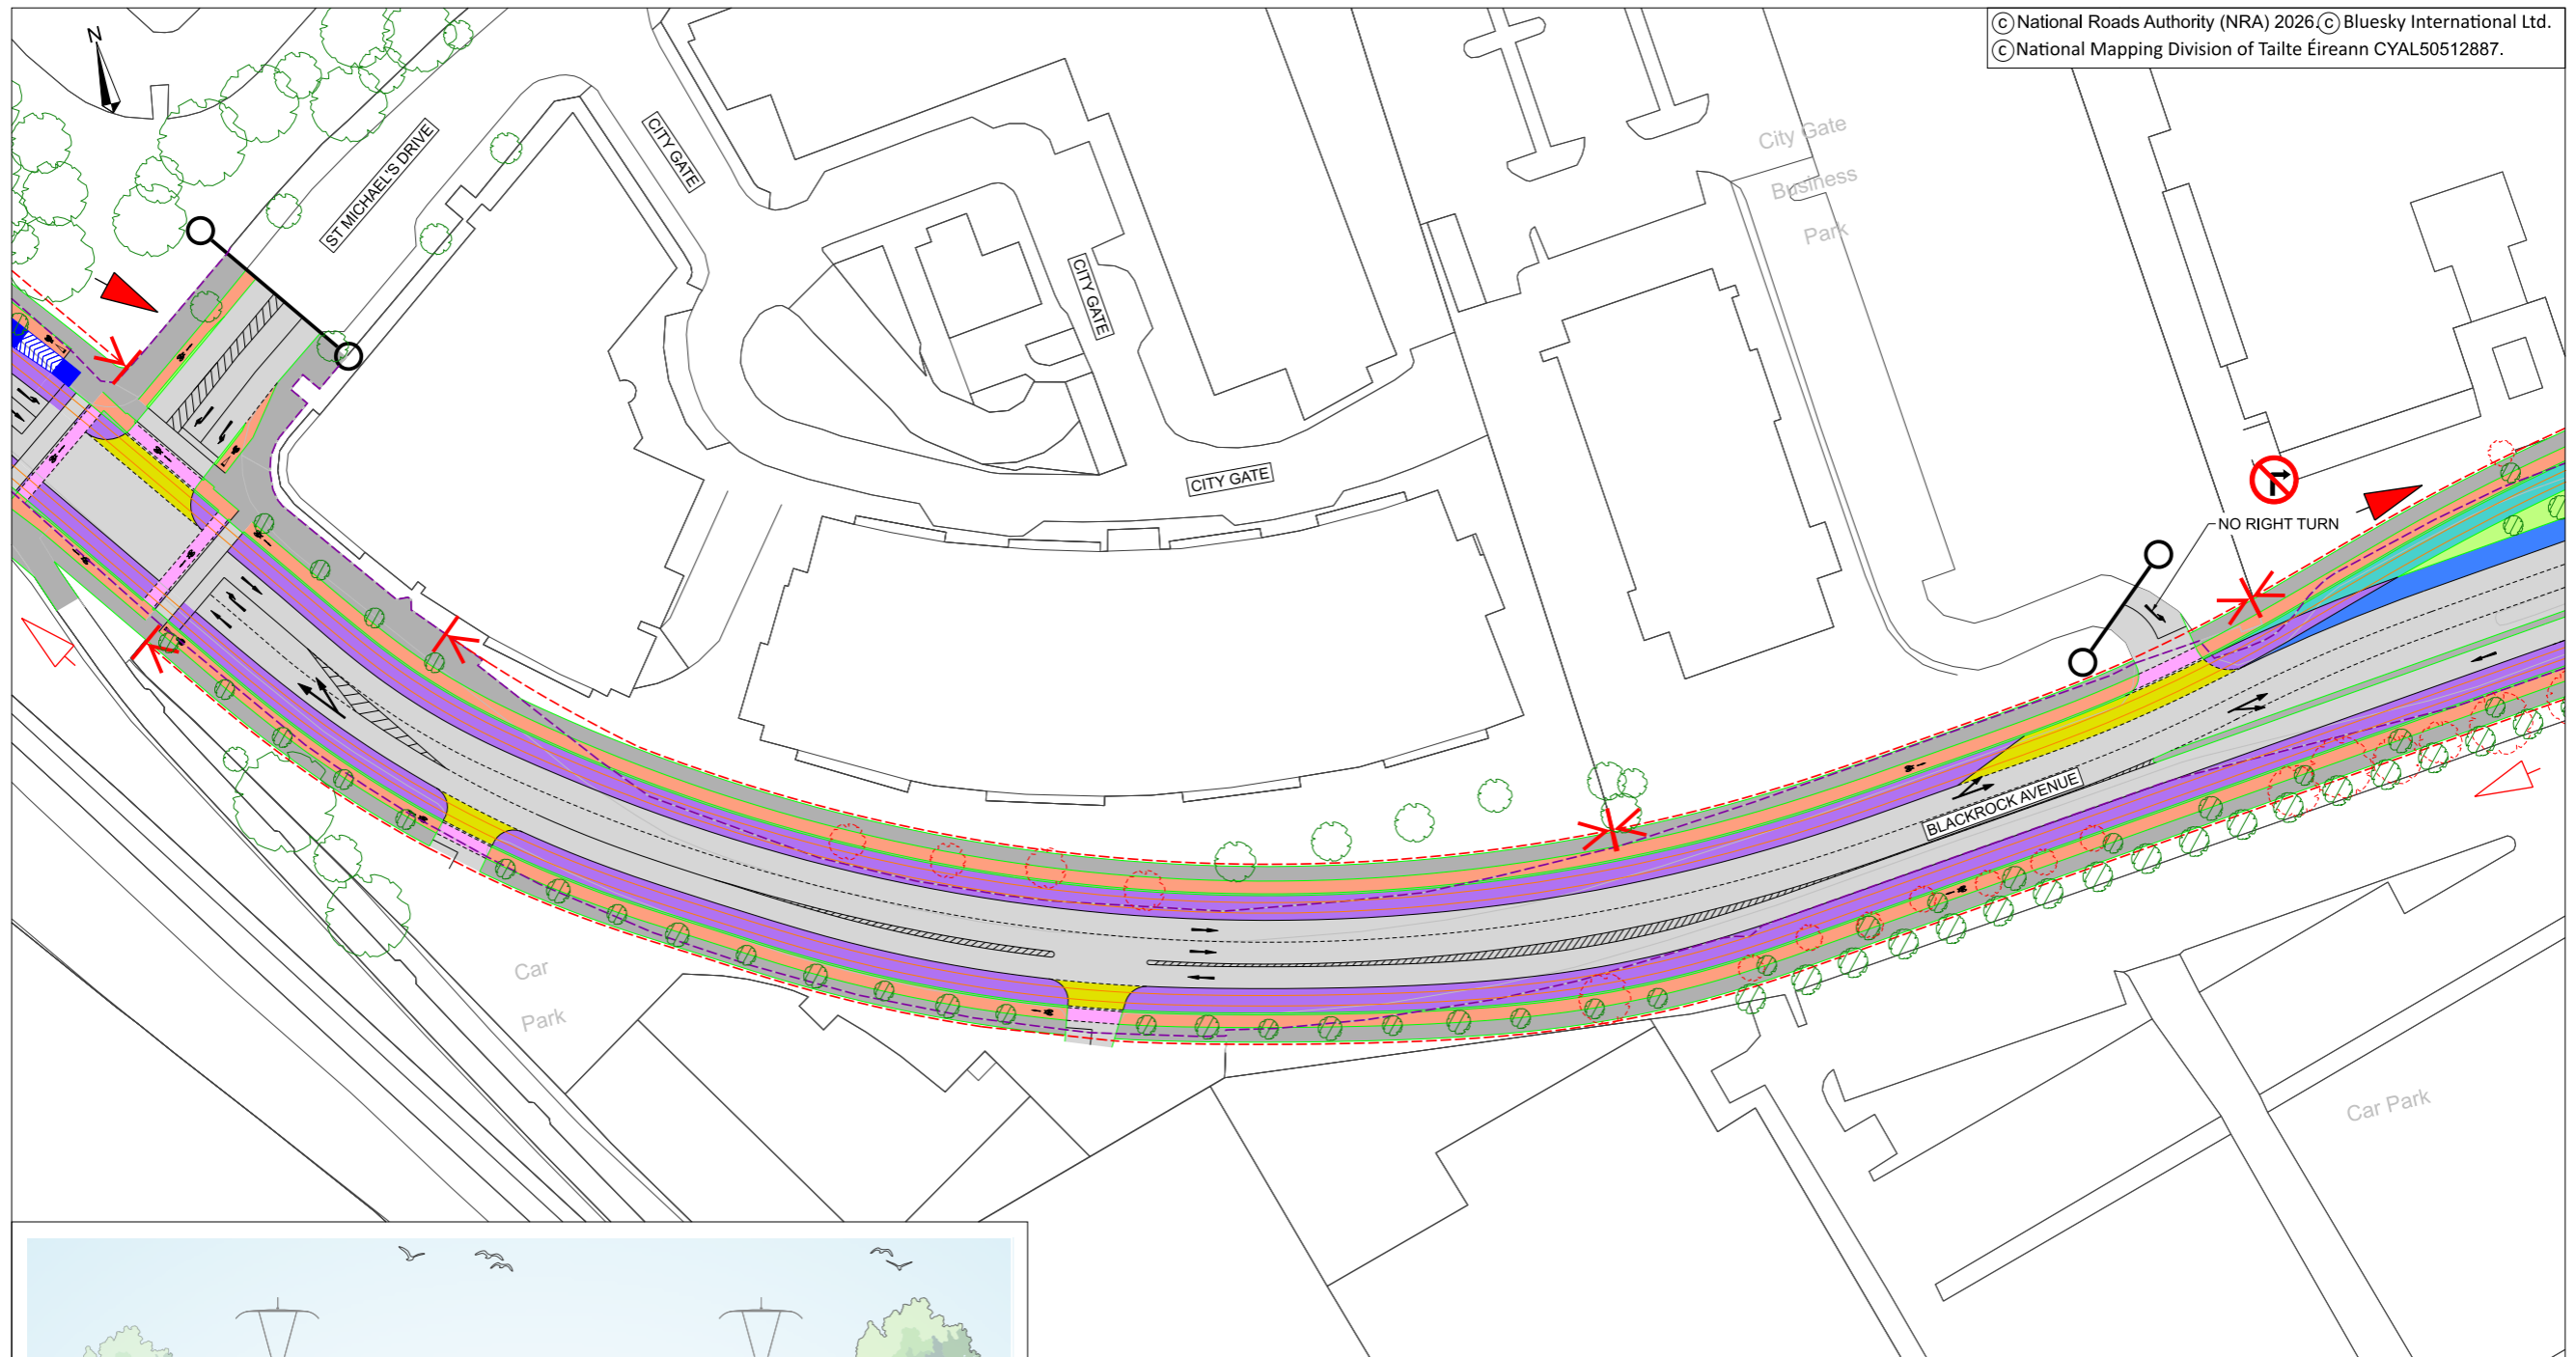 ©National Roads Authority (NRA) 2026.© Bluesky International Ltd.
©National Mapping Division of Tailte Éireann CYAL50512887.
N
ST MICHAEL'S DRIVE
CITY GATE
CITY GATE
CITY GATE
City Gate
Business
Park
NO RIGHT TURN
BLACKROCK AVENUE
Car
Park
Car Park